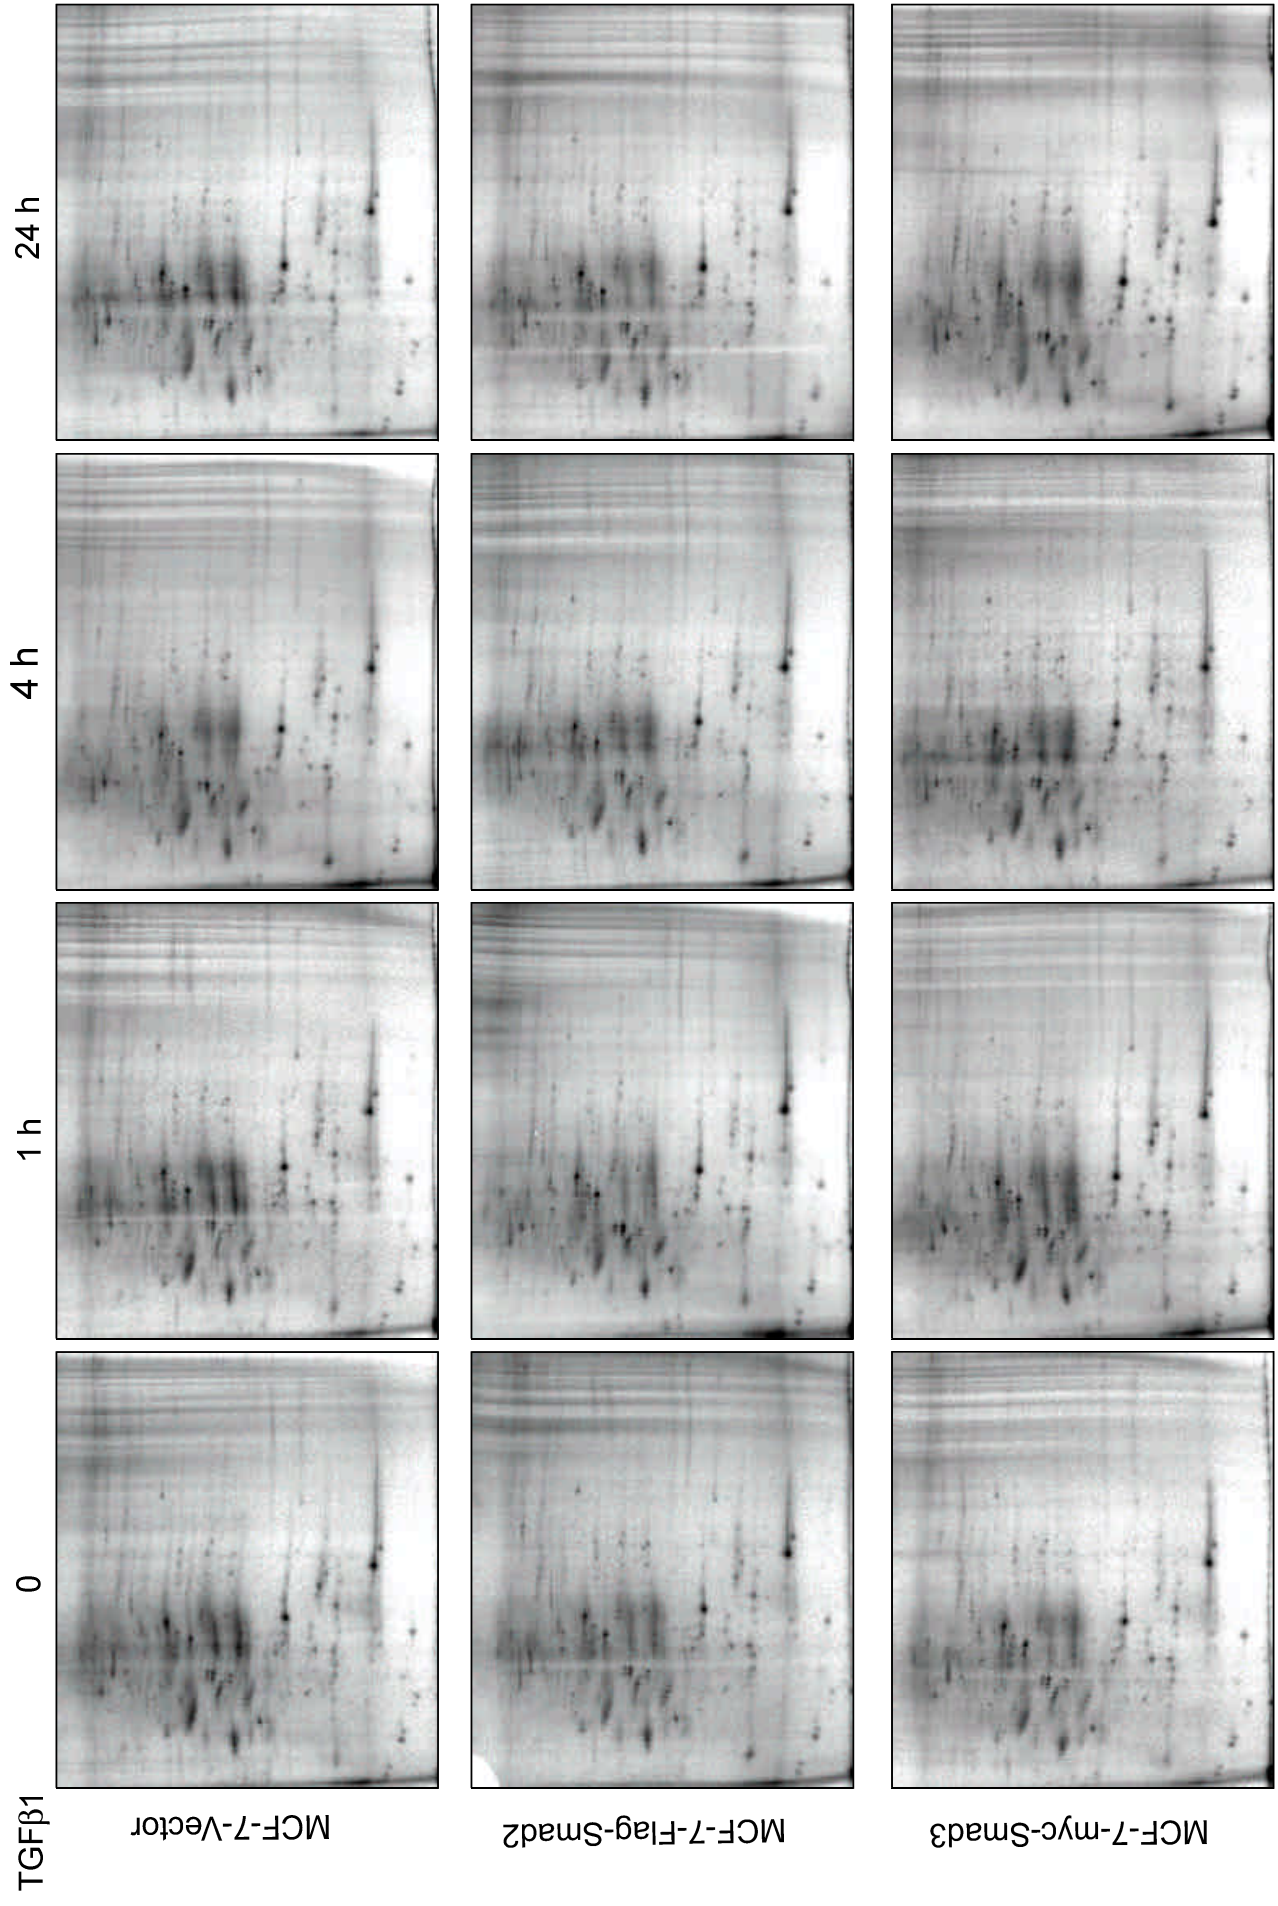 TGFβ1
0
1 h
4 h
24 h
MCF-7-Vector
MCF-7-Flag-Smad2
MCF-7-myc-Smad3